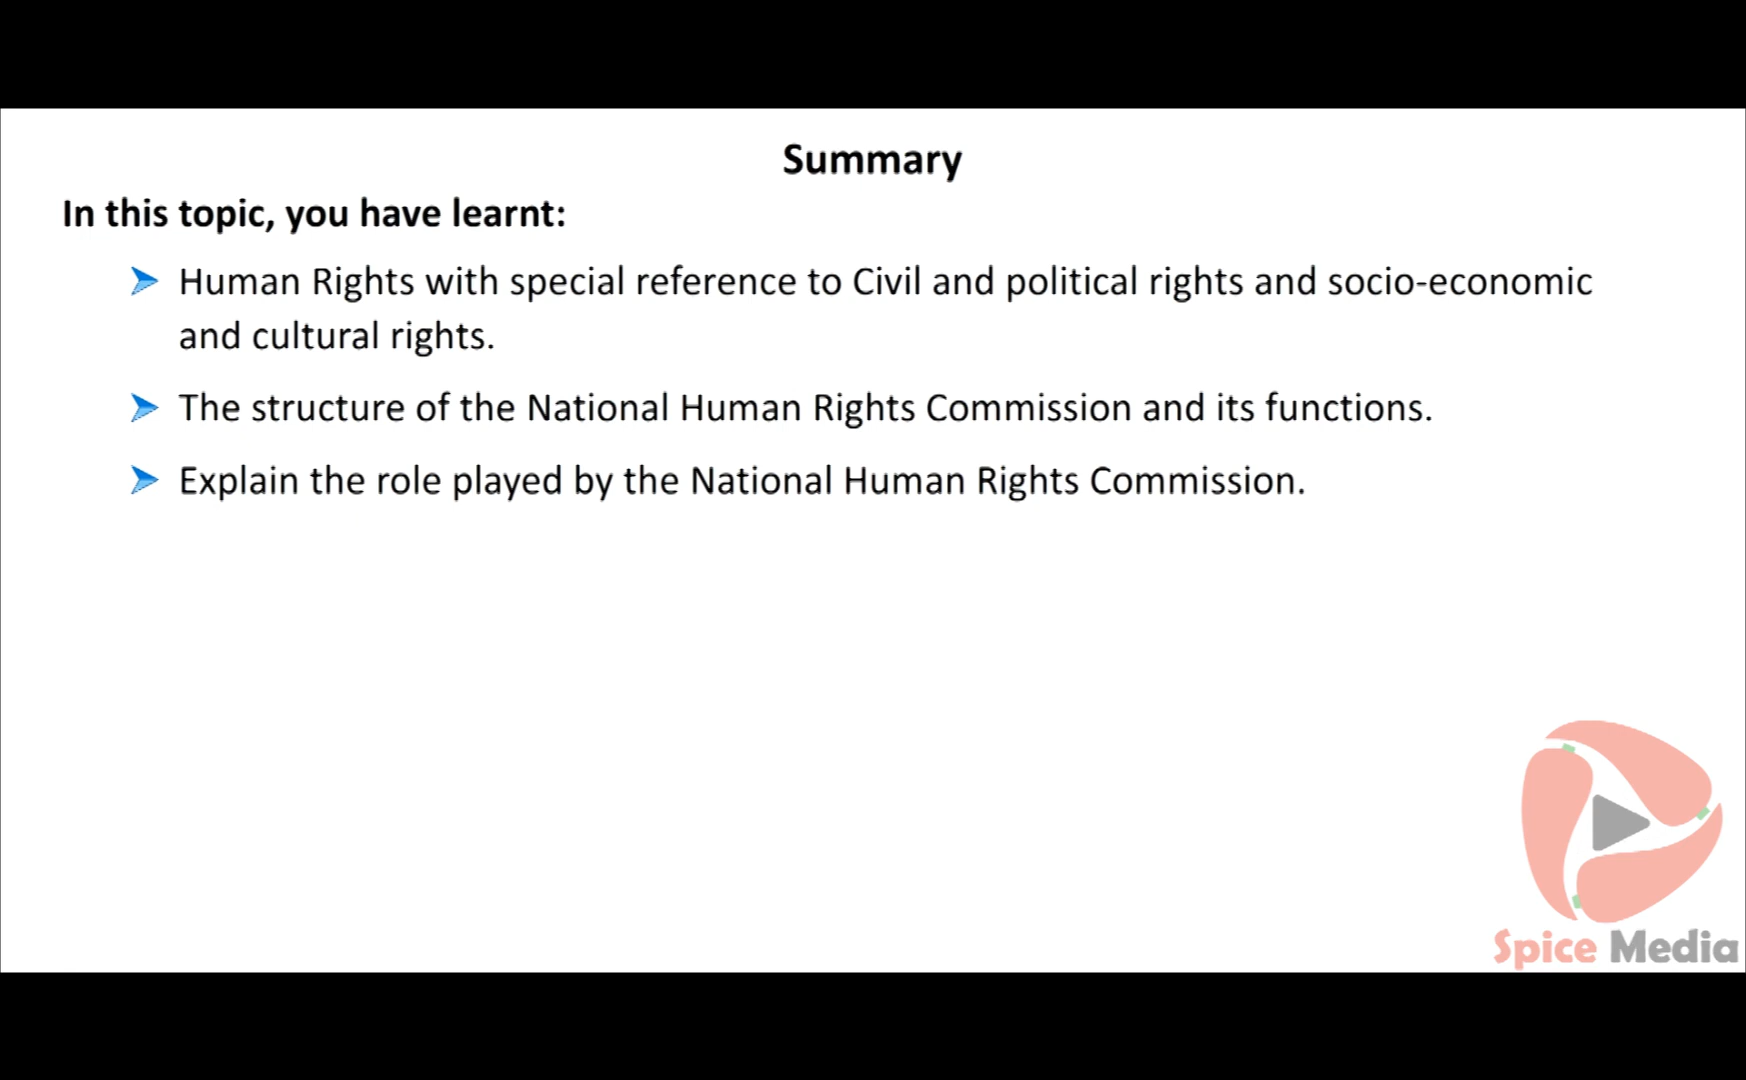 Summary
In this topic, you have learnt:
Human Rights with special reference to Civil and political rights and socio-economic
and cultural rights.
The structure of the National Human Rights Commission and its functions.
Explain the role played by the National Human Rights Commission.
Spice Media